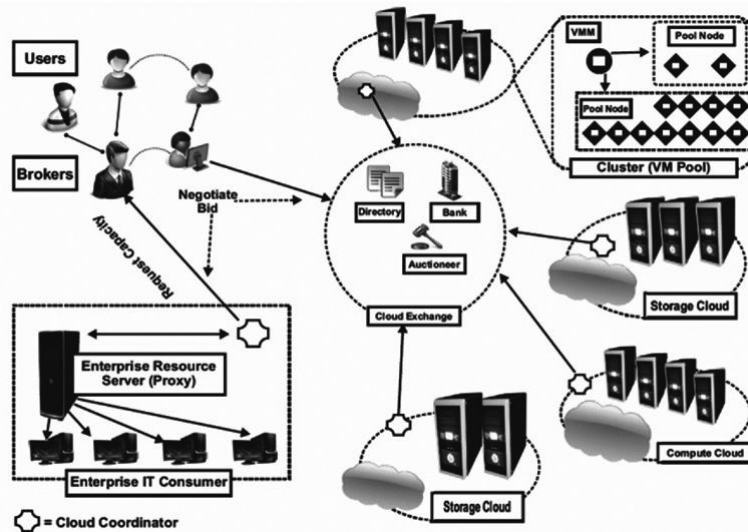 Users
Brokers
Negotiate
Bid
Request Capacity
Enterprise Resource
Server (Proxy)
Enterprise IT Consumer
= Cloud Coordinator
Directory
Bank
Auctioneer
Cloud Exchange
VMM
Pool Node
Pool Node
Cluster (VM Pool)
Storage Cloud
Compute Cloud
Storage Cloud